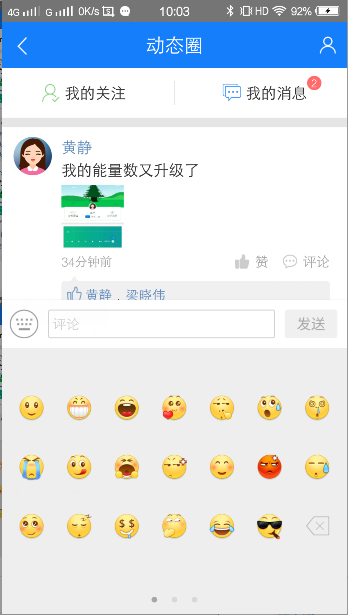 4G G 0K/s 10:03 HD 92%
动态圈
我的关注 我的消息 2
黄静
我的能量数又升级了
34分钟前 赞 评论
黄静，梁晓伟
评论 发送